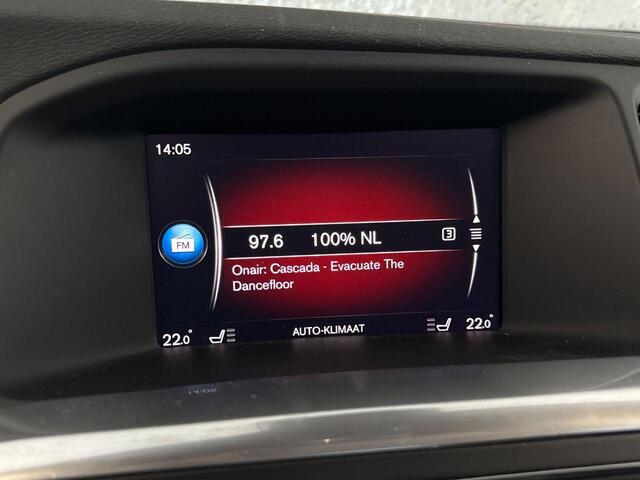 14:05
FM
97.6 100% NL 3
Onair: Cascada - Evacuate The
Dancefloor
22.0° AUTO-KLIMAAT 22.0°